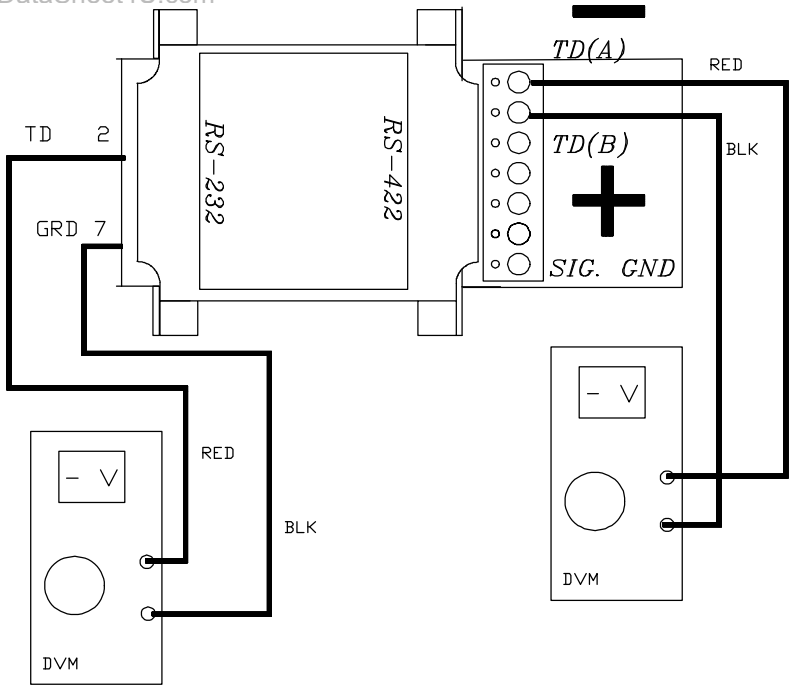 TD(A)
RED
TD 2
RS-232
RS-422
TD(B)
BLK
GRD 7
SIG. GND
- V
RED
- V
BLK
DVM
DVM